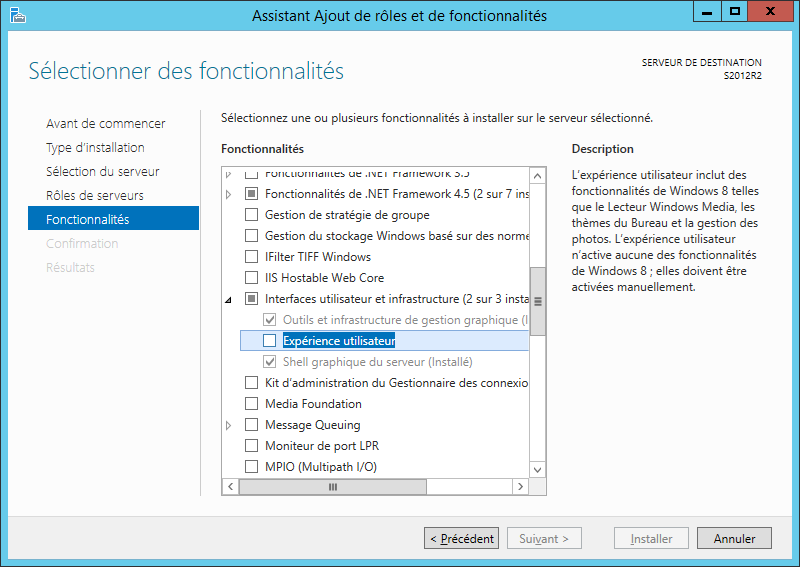 Assistant Ajout de rôles et de fonctionnalités
Sélectionner des fonctionnalités
SERVEUR DE DESTINATION
S2012R2
Avant de commencer
Type d'installation
Sélection du serveur
Rôles de serveurs
Fonctionnalités
Confirmation
Résultats
Sélectionnez une ou plusieurs fonctionnalités à installer sur le serveur sélectionné.
Fonctionnalités
Fonctionnalités de .NET Framework 3.5
Fonctionnalités de .NET Framework 4.5 (2 sur 7 ins
Gestion de stratégie de groupe
Gestion du stockage Windows basé sur des norme
IFilter TIFF Windows
IIS Hostable Web Core
Interfaces utilisateur et infrastructure (2 sur 3 insta
Outils et infrastructure de gestion graphique (I
Expérience utilisateur
Shell graphique du serveur (Installé)
Kit d'administration du Gestionnaire des connexio
Media Foundation
Message Queuing
Moniteur de port LPR
MPIO (Multipath I/O)
Description
L'expérience utilisateur inclut des
fonctionnalités de Windows 8 telles
que le Lecteur Windows Media, les
thèmes du Bureau et la gestion des
photos. L'expérience utilisateur
n'active aucune des fonctionnalités
de Windows 8 ; elles doivent être
activées manuellement.
< Précédent
Suivant >
Installer
Annuler